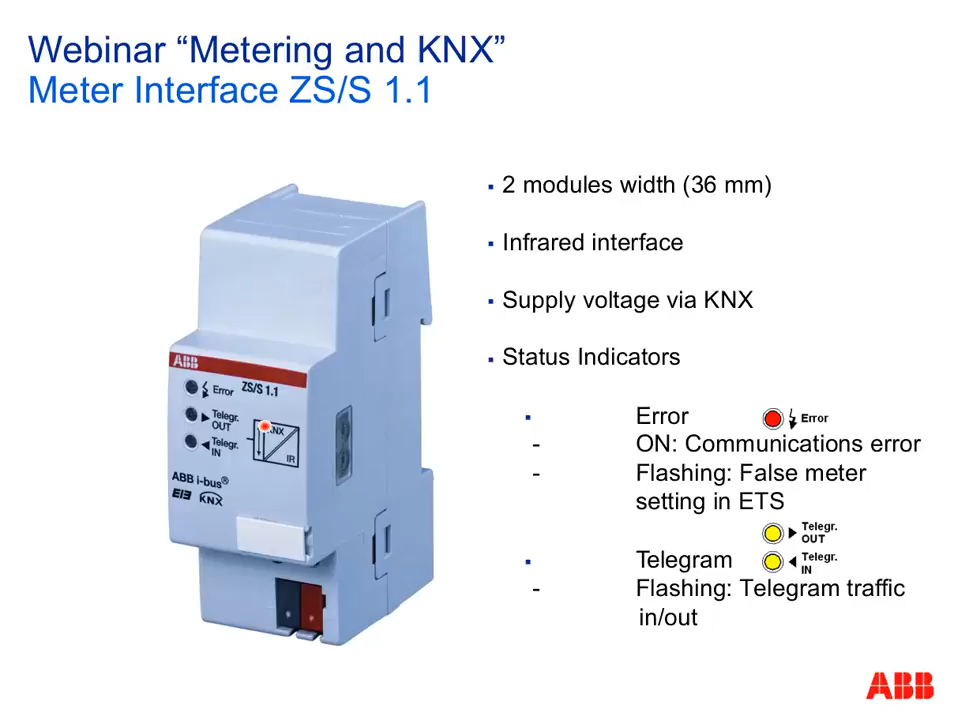 Webinar “Metering and KNX”
Meter Interface ZS/S 1.1
▪ 2 modules width (36 mm)
▪ Infrared interface
▪ Supply voltage via KNX
▪ Status Indicators
▪ Error
Error
- ON: Communications error
- Flashing: False meter
setting in ETS
Telegr.
OUT
▪ Telegram
Telegr.
IN
- Flashing: Telegram traffic
in/out
ABB
Error ZS/S 1.1
Telegr.
OUT
Telegr.
IN
KNX
IR
ABB i-bus®
EIB KNX
ABB